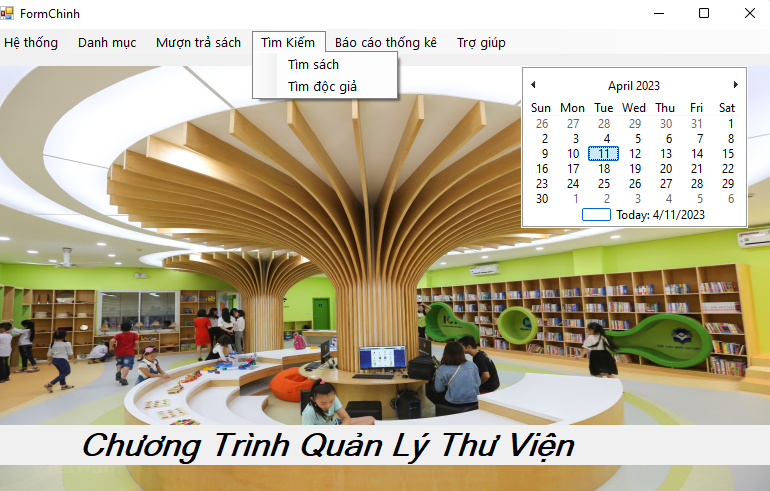 FormChinh
Hệ thống Danh mục Mượn trả sách Tìm Kiếm Báo cáo thống kê Trợ giúp
Tìm sách
Tìm độc giả
April 2023
Sun Mon Tue Wed Thu Fri Sat
26 27 28 29 30 31 1
2 3 4 5 6 7 8
9 10 11 12 13 14 15
16 17 18 19 20 21 22
23 24 25 26 27 28 29
30 1 2 3 4 5 6
Today: 4/11/2023
Chương Trình Quản Lý Thư Viện